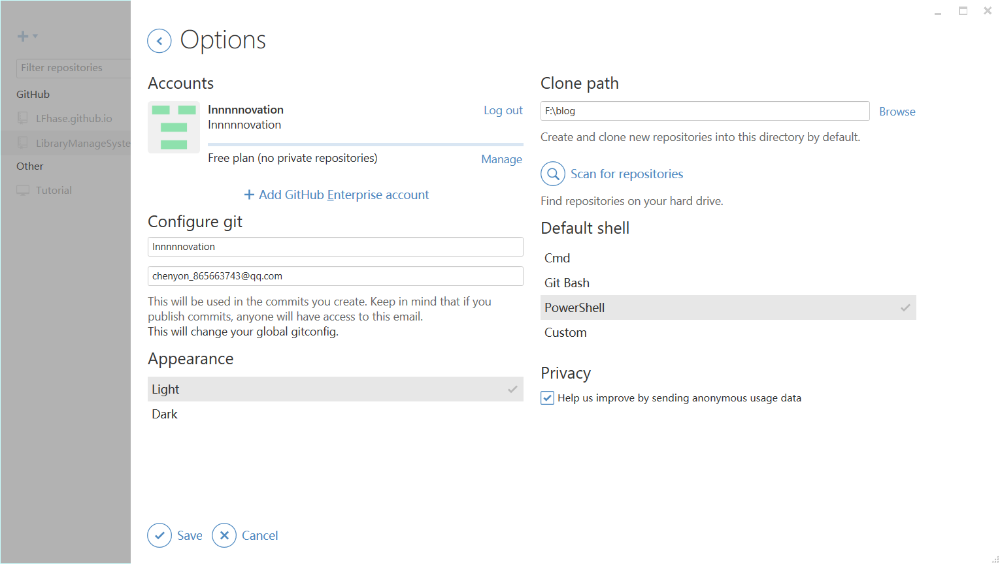 Filter repositories
GitHub
LFhase.github.io
LibraryManageSyste
Other
Tutorial
Options
Accounts
Innnnnovation
Innnnnovation
Log out
Free plan (no private repositories)
Manage
Add GitHub Enterprise account
Configure git
Innnnnovation
chenyon_865663743@qq.com
This will be used in the commits you create. Keep in mind that if you
publish commits, anyone will have access to this email.
This will change your global gitconfig.
Appearance
Light
Dark
Clone path
F:\blog
Browse
Create and clone new repositories into this directory by default.
Scan for repositories
Find repositories on your hard drive.
Default shell
Cmd
Git Bash
PowerShell
Custom
Privacy
Help us improve by sending anonymous usage data
Save
Cancel